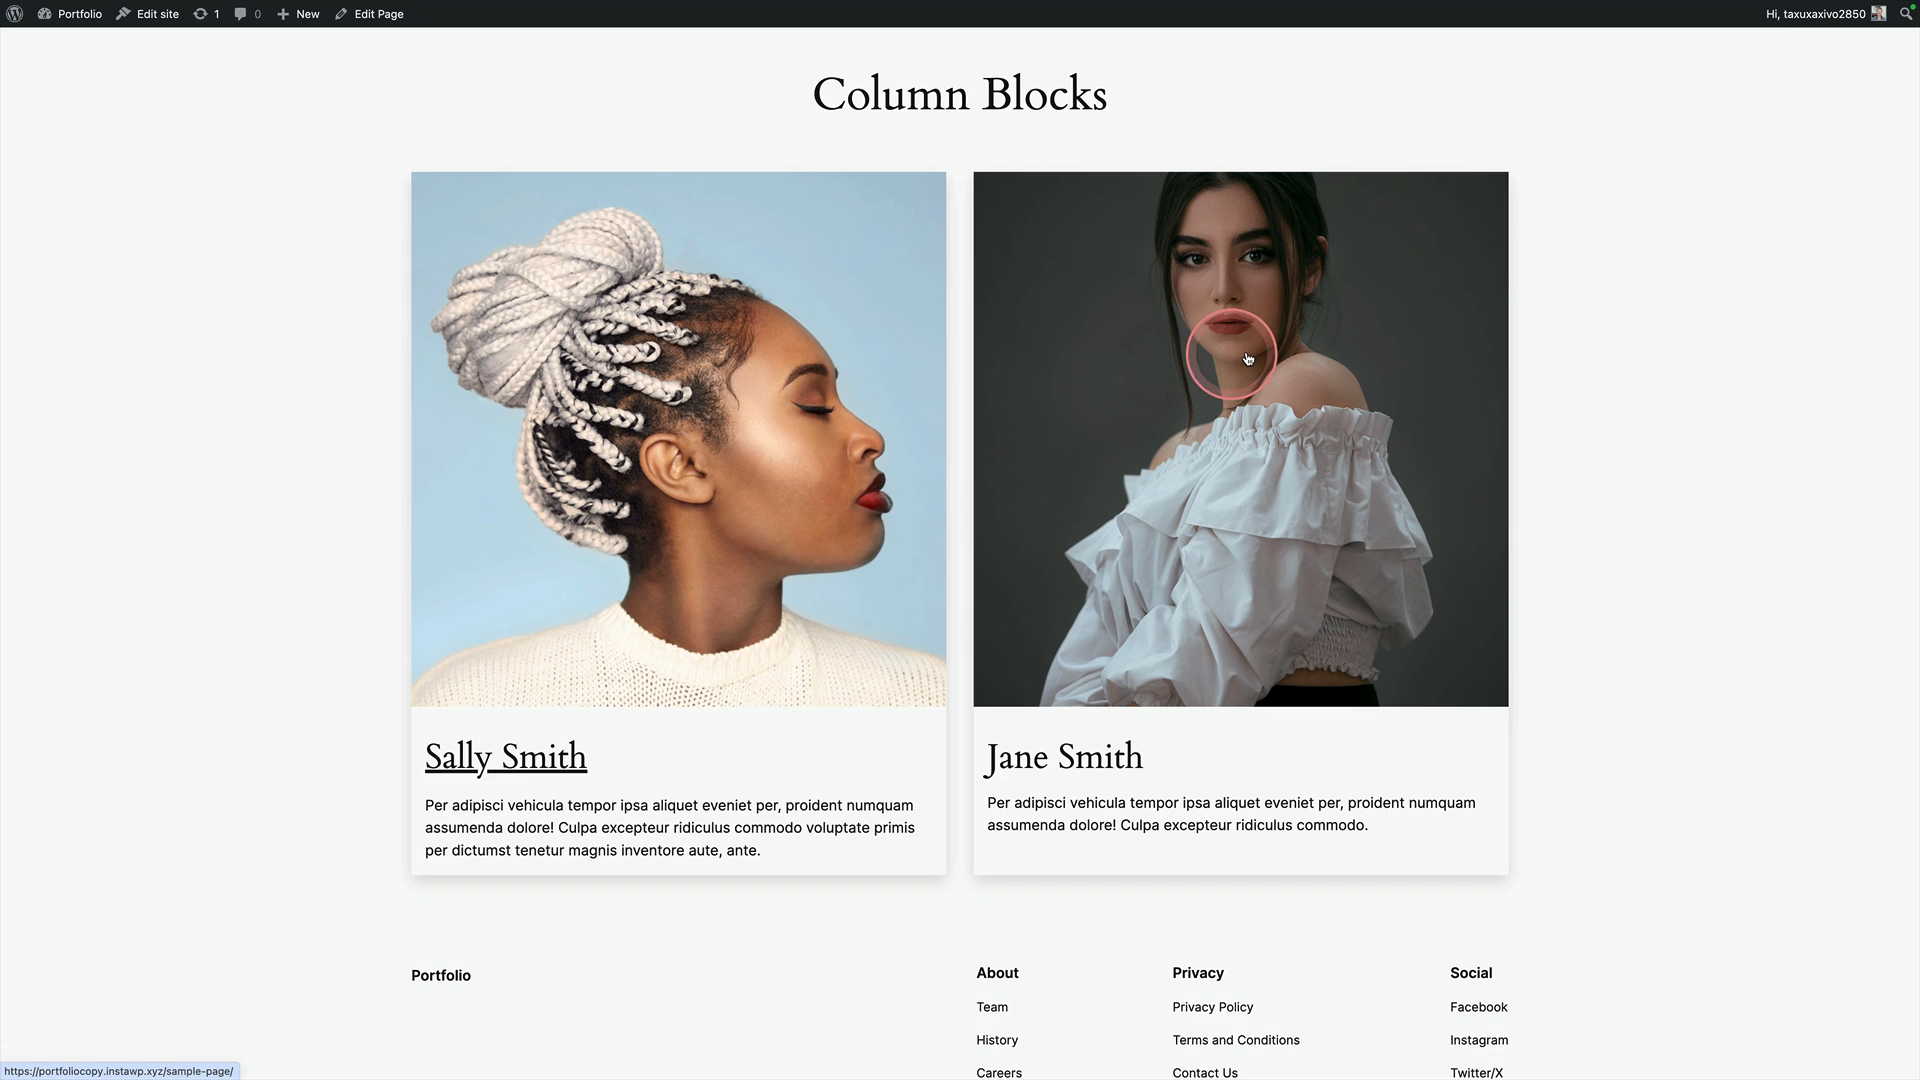 Portfolio Edit site 1 0 New Edit Page Hi, taxuxaxivo2850
Column Blocks
Sally Smith
Per adipisci vehicula tempor ipsa aliquet eveniet per, proident numquam
assumenda dolore! Culpa excepteur ridiculus commodo voluptate primis
per dictumst tenetur magnis inventore aute, ante.
Jane Smith
Per adipisci vehicula tempor ipsa aliquet eveniet per, proident numquam
assumenda dolore! Culpa excepteur ridiculus commodo.
Portfolio
About
Team
History
Careers
Privacy
Privacy Policy
Terms and Conditions
Contact Us
Social
Facebook
Instagram
Twitter/X
https://portfoliocopy.instawp.xyz/sample-page/